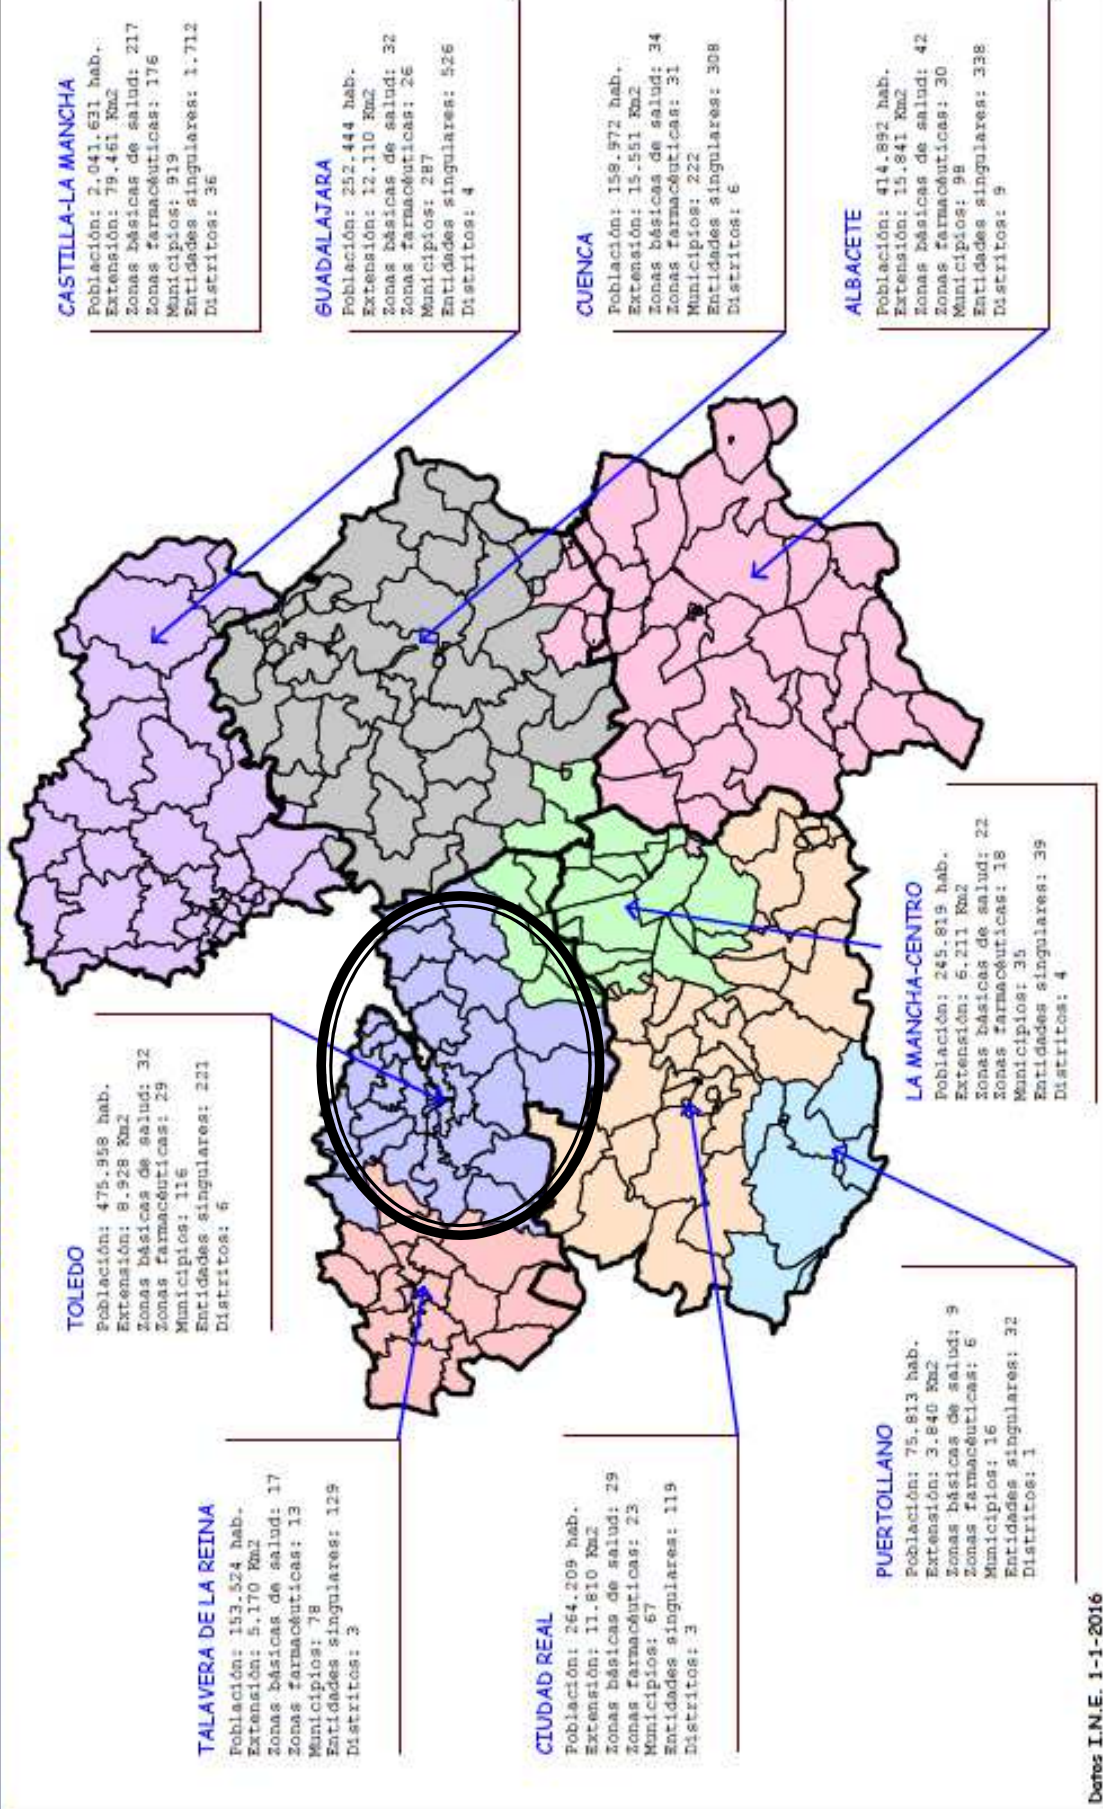 CASTILLA-LA MANCHA
Población: 2.041.631 hab.
Extensión: 79.461 Km2
Zonas básicas de salud: 217
Zonas farmacéuticas: 176
Municipios: 919
Entidades singulares: 1.712
Distritos: 36
GUADALAJARA
Población: 252.444 hab.
Extensión: 12.110 Km2
Zonas básicas de salud: 32
Zonas farmacéuticas: 26
Municipios: 287
Entidades singulares: 526
Distritos: 4
CUENCA
Población: 158.972 hab.
Extensión: 15.551 Km2
Zonas básicas de salud: 34
Zonas farmacéuticas: 31
Municipios: 222
Entidades singulares: 308
Distritos: 6
ALBACETE
Población: 414.892 hab.
Extensión: 15.841 Km2
Zonas básicas de salud: 42
Zonas farmacéuticas: 30
Municipios: 98
Entidades singulares: 338
Distritos: 9
TOLEDO
Población: 475.958 hab.
Extensión: 8.928 Km2
Zonas básicas de salud: 32
Zonas farmacéuticas: 29
Municipios: 116
Entidades singulares: 221
Distritos: 6
LA MANCHA-CENTRO
Población: 245.819 hab.
Extensión: 6.211 Km2
Zonas básicas de salud: 22
Zonas farmacéuticas: 18
Municipios: 35
Entidades singulares: 39
Distritos: 4
TALAVERA DE LA REINA
Población: 153.524 hab.
Extensión: 5.170 Km2
Zonas básicas de salud: 17
Zonas farmacéuticas: 13
Municipios: 78
Entidades singulares: 129
Distritos: 3
CIUDAD REAL
Población: 264.209 hab.
Extensión: 11.810 Km2
Zonas básicas de salud: 29
Zonas farmacéuticas: 23
Municipios: 67
Entidades singulares: 119
Distritos: 3
PUERTOLLANO
Población: 75.813 hab.
Extensión: 3.840 Km2
Zonas básicas de salud: 9
Zonas farmacéuticas: 6
Municipios: 16
Entidades singulares: 32
Distritos: 1
Datos I.N.E. 1-1-2016